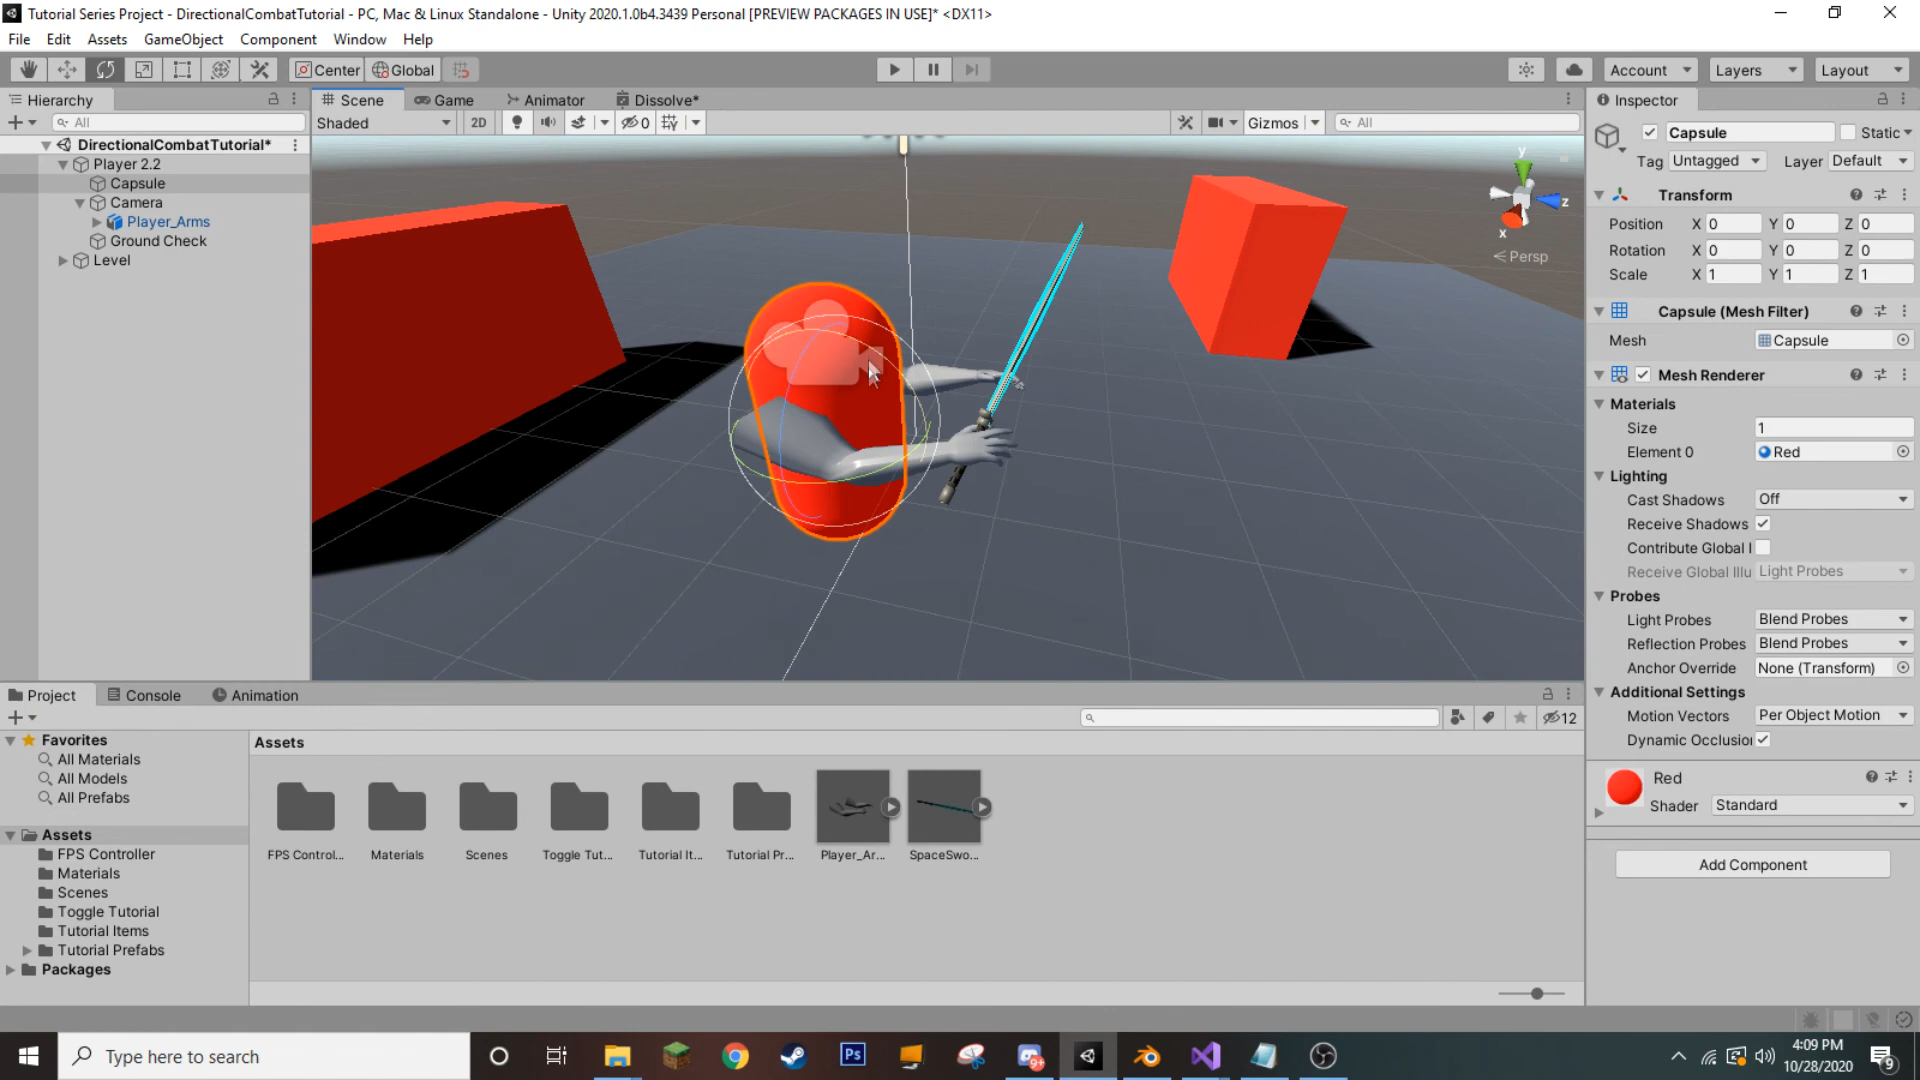 Tutorial Series Project - DirectionalCombatTutorial - PC, Mac & Linux Standalone - Unity 2020.1.0b4.3439 Personal [PREVIEW PACKAGES IN USE]* <DX11>
File Edit Assets GameObject Component Window Help
Center Global Account Layers Layout
Hierarchy
All
DirectionalCombatTutorial*
Player 2.2
Capsule
Camera
Player_Arms
Ground Check
Level
Scene Game Animator Dissolve*
Shaded 2D 0 Gizmos All
y
z
x
Persp
Inspector
Capsule Static
Tag Untagged Layer Default
Transform
Position X 0 Y 0 Z 0
Rotation X 0 Y 0 Z 0
Scale X 1 Y 1 Z 1
Capsule (Mesh Filter)
Mesh Capsule
Mesh Renderer
Materials
Size 1
Element 0 Red
Lighting
Cast Shadows Off
Receive Shadows
Contribute Global I
Receive Global Illu Light Probes
Probes
Light Probes Blend Probes
Reflection Probes Blend Probes
Anchor Override None (Transform)
Additional Settings
Motion Vectors Per Object Motion
Dynamic Occlusion
Red
Shader Standard
Add Component
Project Console Animation
12
Favorites
All Materials
All Models
All Prefabs
Assets
FPS Controller
Materials
Scenes
Toggle Tutorial
Tutorial Items
Tutorial Prefabs
Packages
Assets
FPS Control... Materials Scenes Toggle Tut... Tutorial It... Tutorial Pr... Player_Ar... SpaceSwo...
Type here to search
Ps
9+
4:09 PM
10/28/2020
9